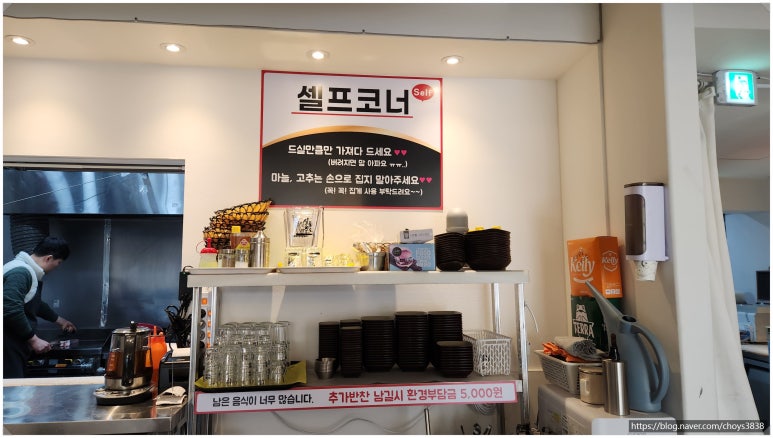 셀프코너
Self
드실만큼만 가져다 드세요♥♥
(버려지면 맘 아파요 ㅠㅠ..)
마늘, 고추는 손으로 집지 말아주세요♥♥
(꼭! 꼭! 집게 사용 부탁드려요~~)
Kelly
TERRA
남은 음식이 너무 많습니다. 추가반찬 남길시 환경부담금 5,000원
https://blog.naver.com/choys3838